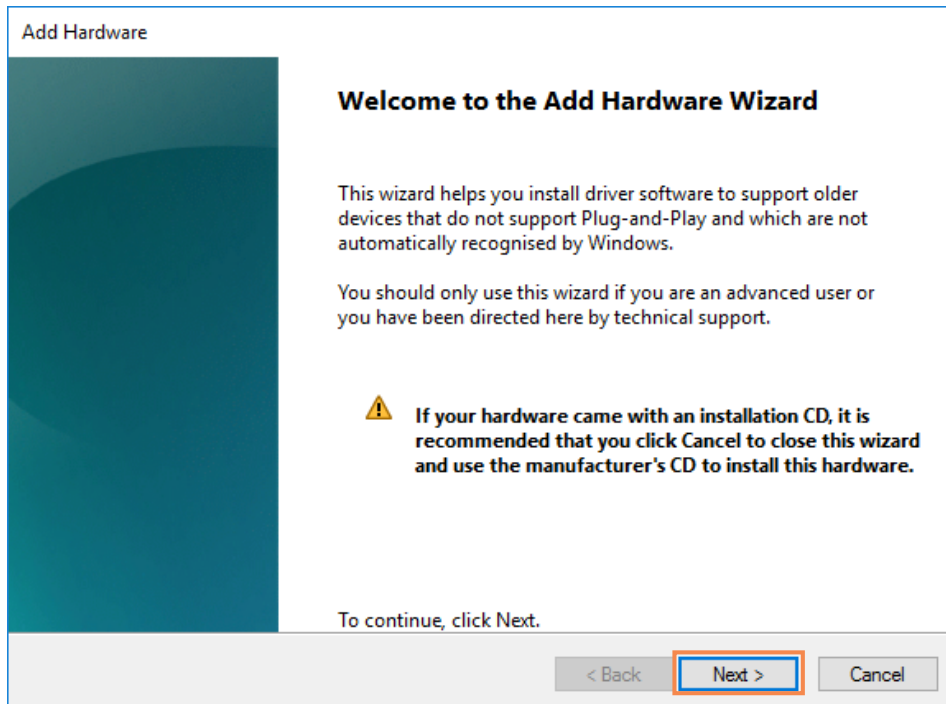 Add Hardware
Welcome to the Add Hardware Wizard
This wizard helps you install driver software to support older
devices that do not support Plug-and-Play and which are not
automatically recognised by Windows.
You should only use this wizard if you are an advanced user or
you have been directed here by technical support.
If your hardware came with an installation CD, it is
recommended that you click Cancel to close this wizard
and use the manufacturer's CD to install this hardware.
To continue, click Next.
< Back
Next >
Cancel